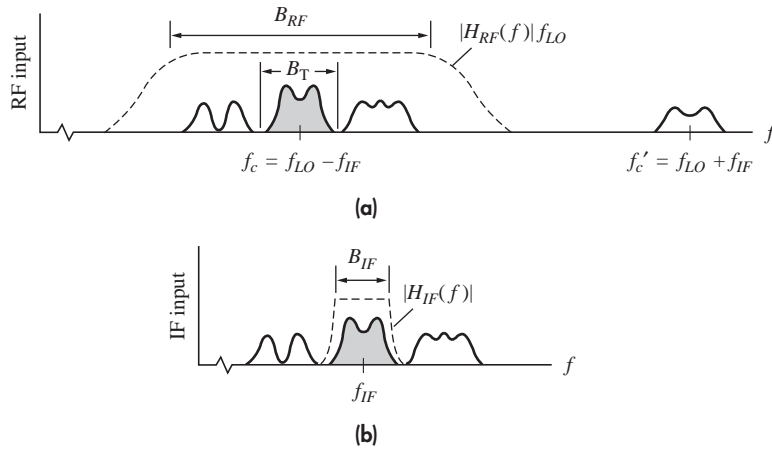 B_RF
|H_RF(f)| f_LO
B_T
RF input
f_c = f_LO − f_IF
f_c′ = f_LO + f_IF
f
(a)
B_IF
|H_IF(f)|
IF input
f_IF
f
(b)